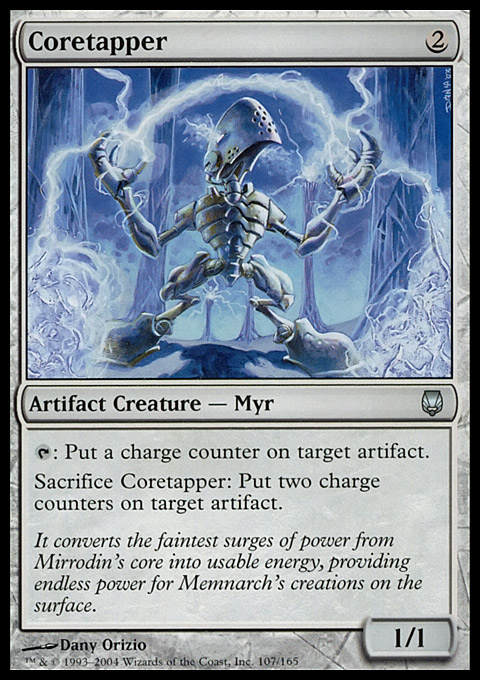 Coretapper 2
Artifact Creature — Myr
: Put a charge counter on target artifact.
Sacrifice Coretapper: Put two charge
counters on target artifact.
It converts the faintest surges of power from
Mirrodin's core into usable energy, providing
endless power for Memnarch's creations on the
surface.
Dany Orizio
1/1
™ & © 1993–2004 Wizards of the Coast, Inc. 107/165